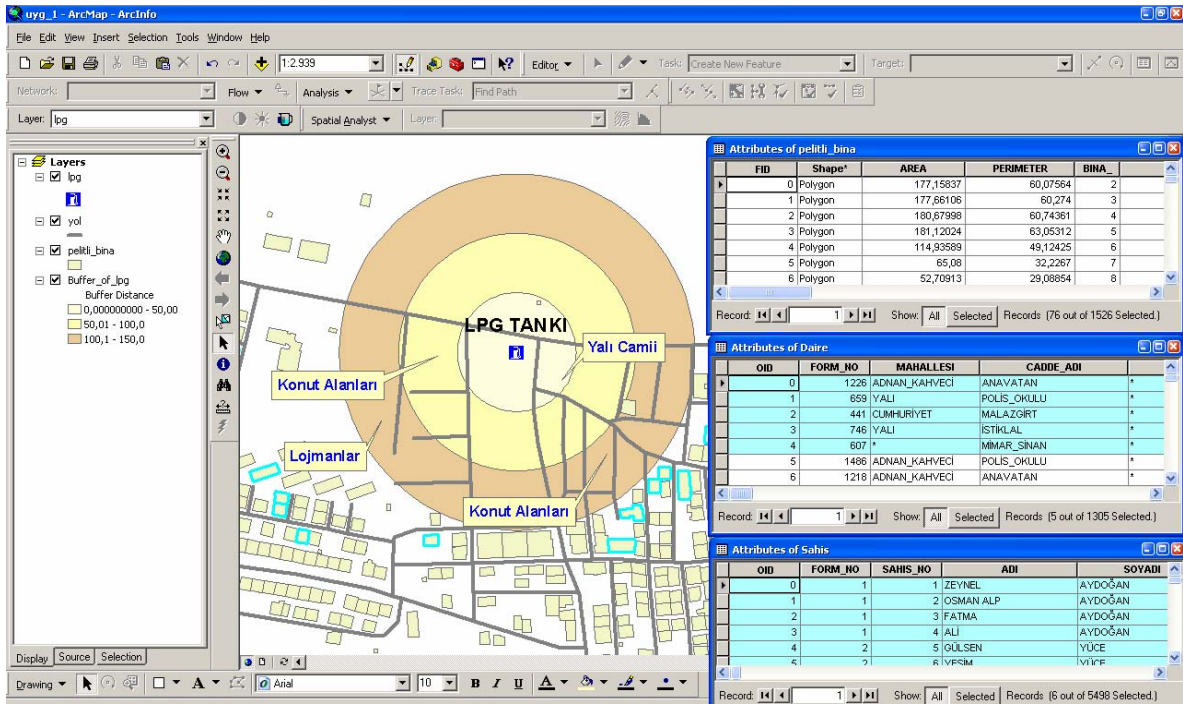 uyg_1 - ArcMap - ArcInfo
File Edit View Insert Selection Tools Window Help
1:2.939 Editor Task: Create New Feature Target:
Network: Flow Analysis Trace Task: Find Path
Layer: lpg Spatial Analyst Layer:
Layers
lpg
yol
pelitli_bina
Buffer_of_lpg
Buffer Distance
0,000000000 - 50,00
50,01 - 100,0
100,1 - 150,0
Display Source Selection
LPG TANKI
Yalı Camii
Konut Alanları
Lojmanlar
Konut Alanları
Attributes of pelitli_bina
FID Shape* AREA PERIMETER BINA_
0 Polygon 177,15837 60,07564 2
1 Polygon 177,66106 60,274 3
2 Polygon 180,67998 60,74361 4
3 Polygon 181,12024 63,05312 5
4 Polygon 114,93589 49,12425 6
5 Polygon 65,08 32,2267 7
6 Polygon 52,70913 29,08854 8
Record: 1 Show: All Selected Records (76 out of 1526 Selected.)
Attributes of Daire
OID FORM_NO MAHALLESI CADDE_ADI
0 1226 ADNAN_KAHVECİ ANAVATAN *
1 659 YALI POLİS_OKULU *
2 441 CUMHURİYET MALAZGİRT *
3 746 YALI İSTİKLAL *
4 607 * MİMAR_SİNAN *
5 1486 ADNAN_KAHVECİ POLİS_OKULU *
6 1218 ADNAN_KAHVECİ ANAVATAN *
Record: 1 Show: All Selected Records (5 out of 1305 Selected.)
Attributes of Sahis
OID FORM_NO SAHIS_NO ADI SOYADI
0 1 1 ZEYNEL AYDOĞAN
1 1 2 OSMAN ALP AYDOĞAN
2 1 3 FATMA AYDOĞAN
3 1 4 ALİ AYDOĞAN
4 2 5 GÜLSEN YÜCE
5 2 6 YEŞİM YÜCE
Record: 1 Show: All Selected Records (6 out of 5498 Selected.)
Drawing A Arial 10 B I U A